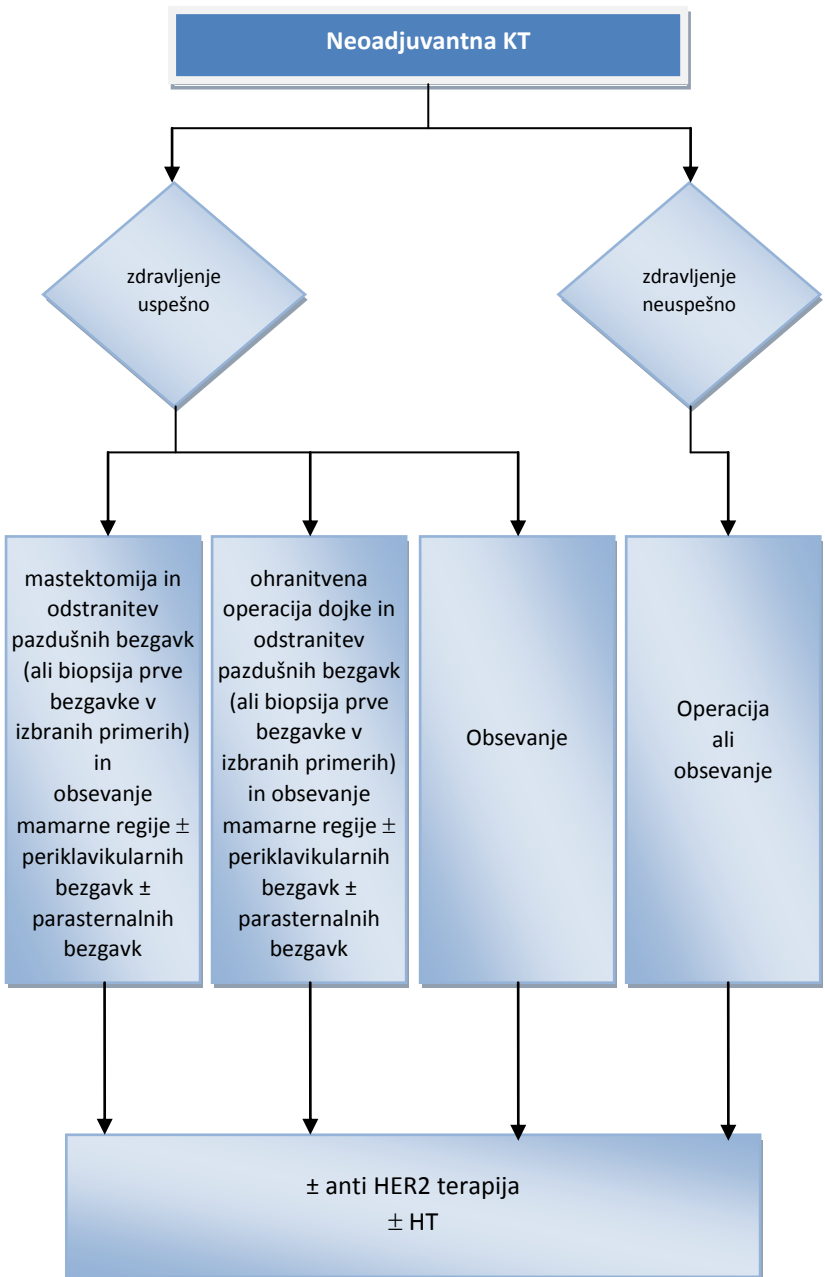 Neoadjuvantna KT
zdravljenje
uspešno
zdravljenje
neuspešno
mastektomija in
odstranitev
pazdušnih bezgavk
(ali biopsija prve
bezgavke v
izbranih primerih)
in
obsevanje
mamarne regije ±
periklavikularnih
bezgavk ±
parasternalnih
bezgavk
ohranitvena
operacija dojke in
odstranitev
pazdušnih bezgavk
(ali biopsija prve
bezgavke v
izbranih primerih)
in obsevanje
mamarne regije ±
periklavikularnih
bezgavk ±
parasternalnih
bezgavk
Obsevanje
Operacija
ali
obsevanje
± anti HER2 terapija
± HT